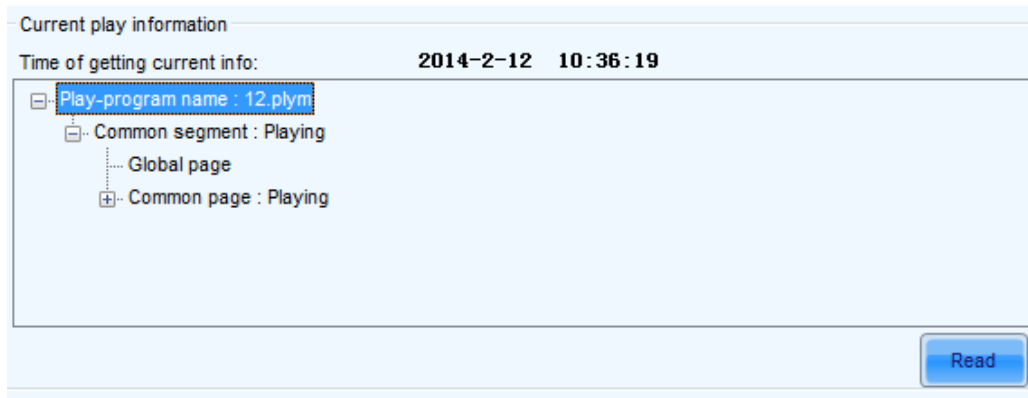 Current play information
Time of getting current info: 2014-2-12 10:36:19
Play-program name : 12.plym
Common segment : Playing
Global page
Common page : Playing
Read